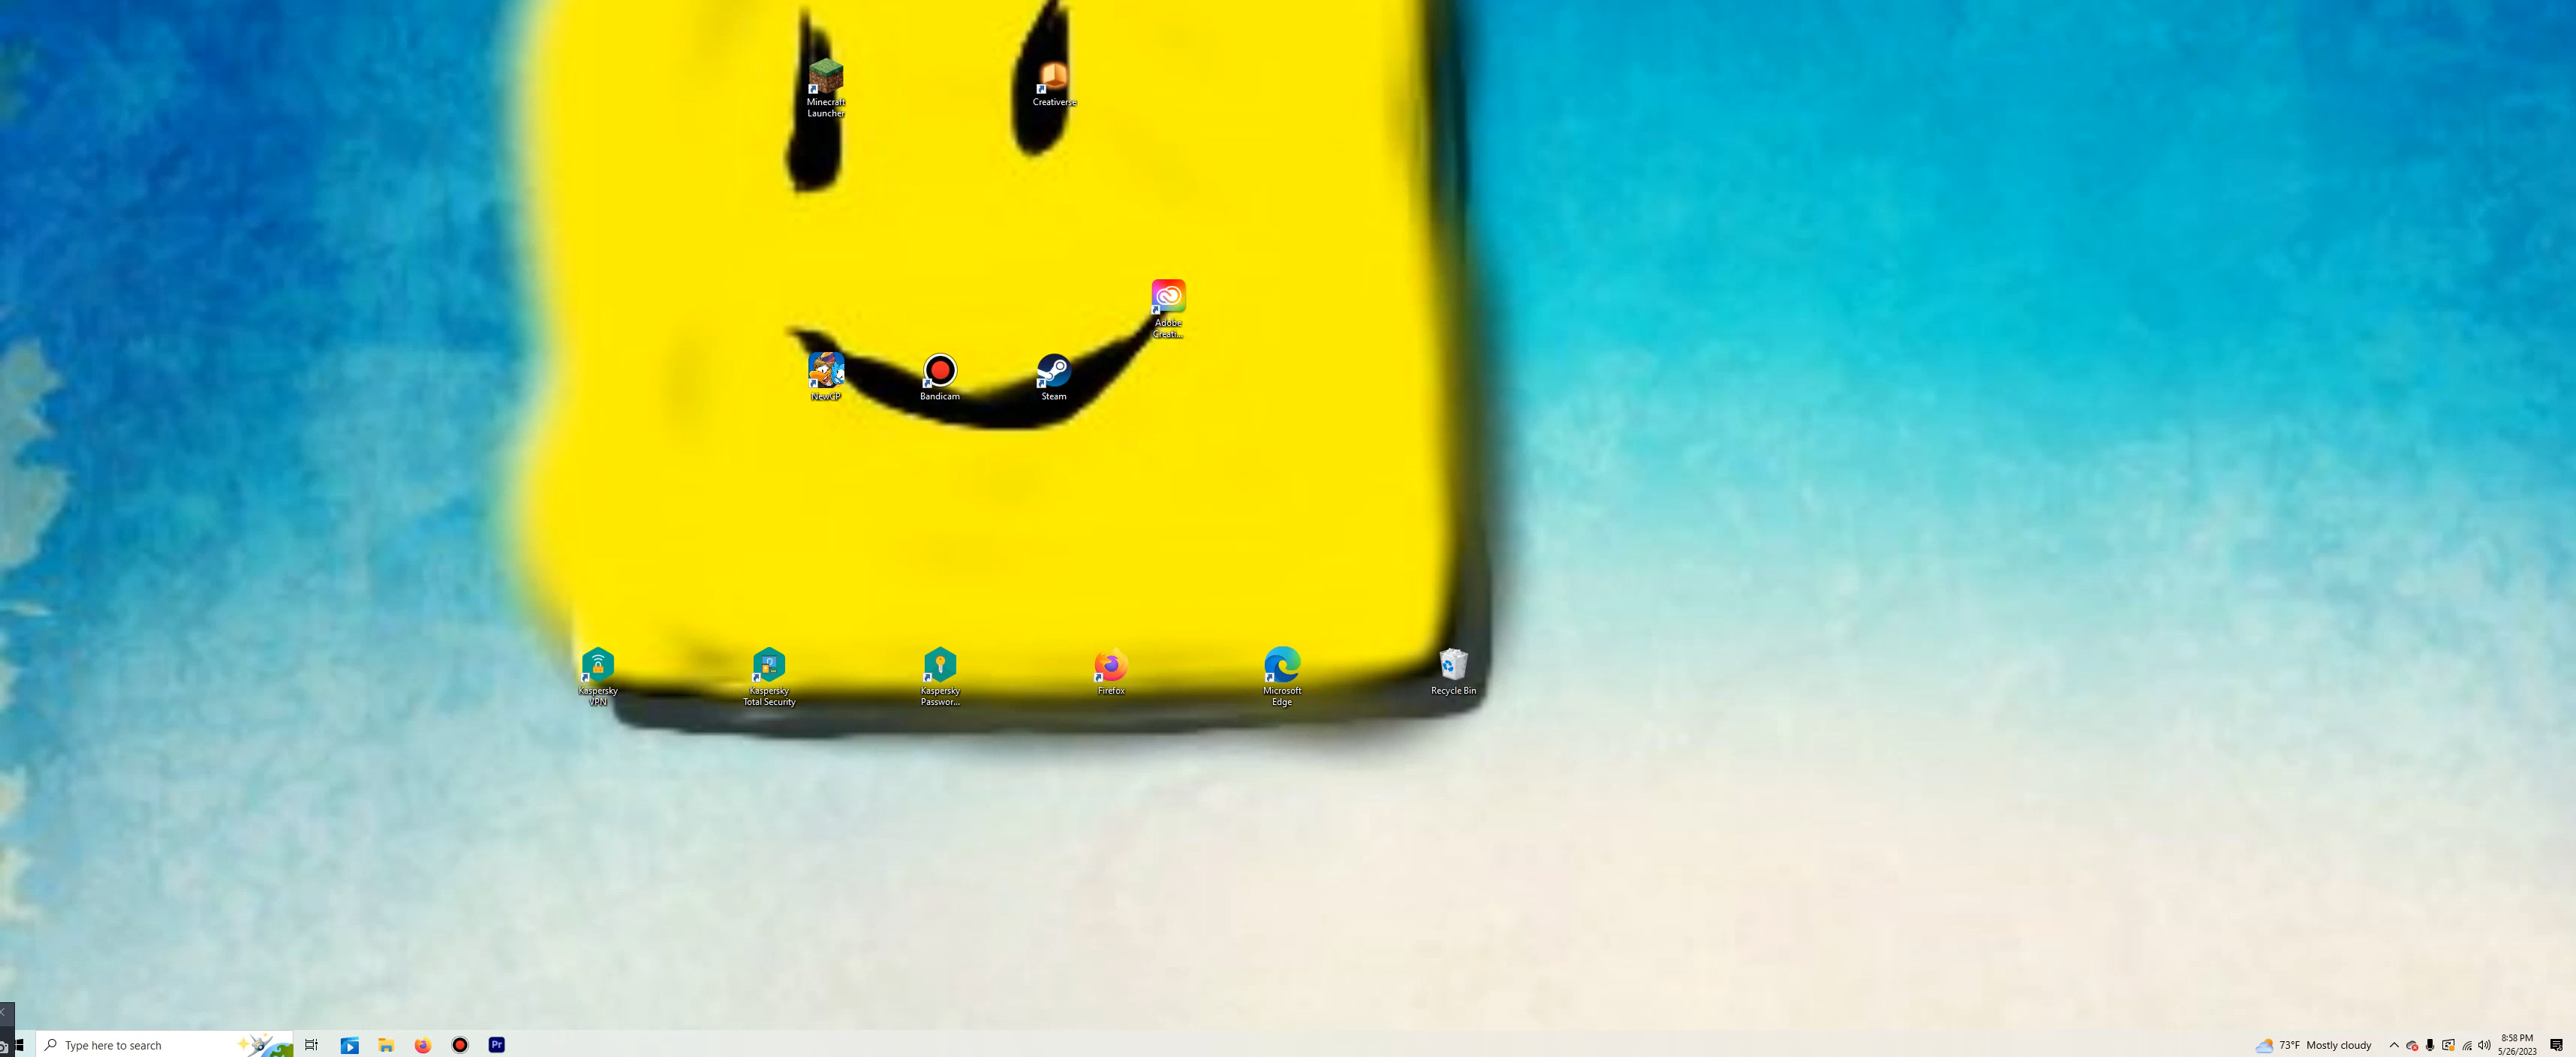 Minecraft
Launcher
Creativerse
Adobe
Creati...
NewCP
Bandicam
Steam
Kaspersky
VPN
Kaspersky
Total Security
Kaspersky
Passwor...
Firefox
Microsoft
Edge
Recycle Bin
Type here to search
Pr
73°F Mostly cloudy
8:58 PM
5/26/2023